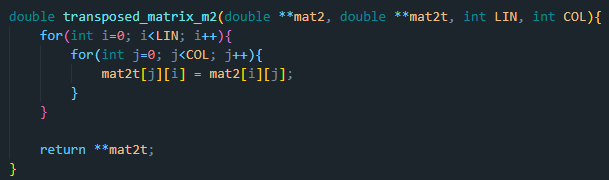 double transposed_matrix_m2(double **mat2, double **mat2t, int LIN, int COL){
    for(int i=0; i<LIN; i++){
        for(int j=0; j<COL; j++){
            mat2t[j][i] = mat2[i][j];
        }
    }

    return **mat2t;
}